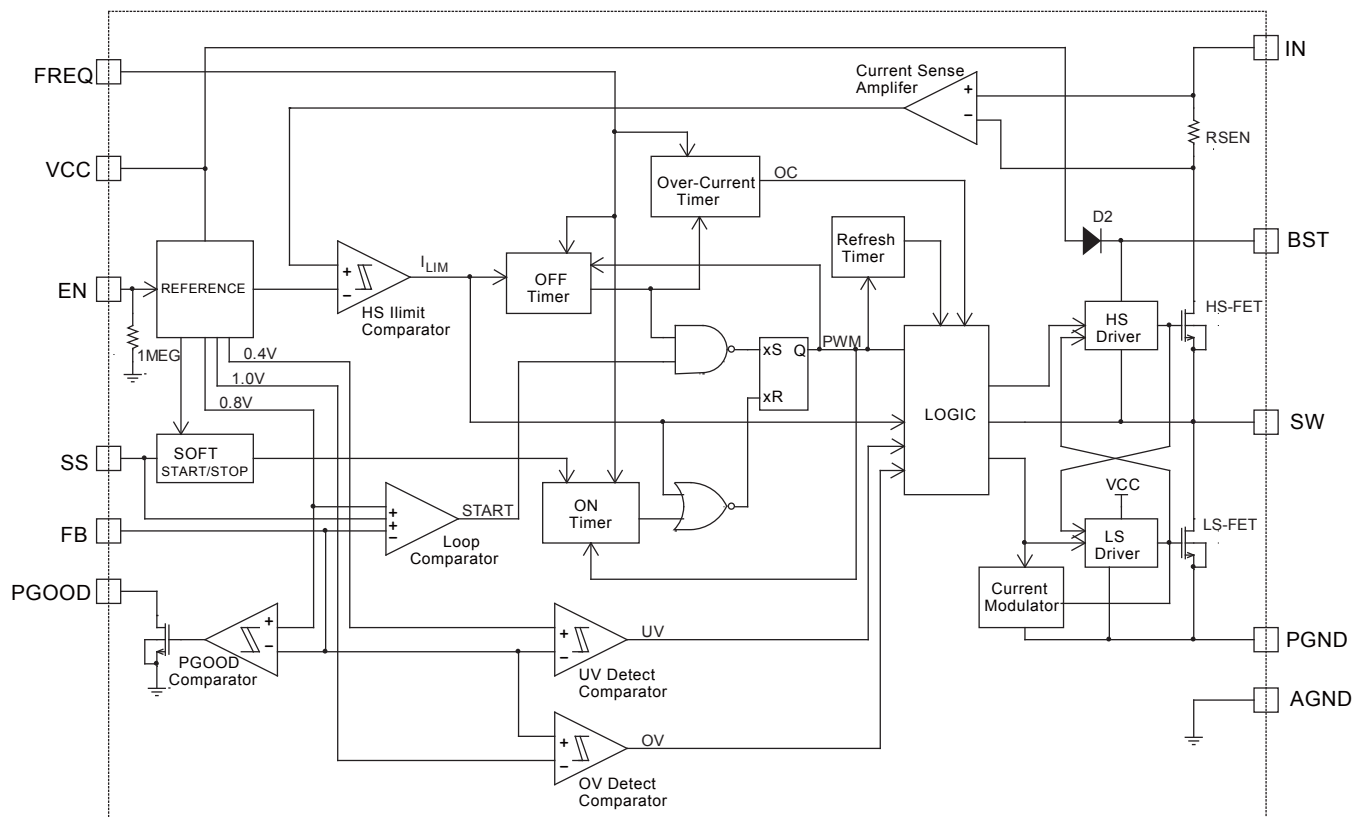 IN
FREQ
Current Sense
Amplifer
+
−
RSEN
VCC
Over-Current
Timer
OC
D2
Refresh
Timer
BST
EN
REFERENCE
+
−
ILIM
HS Ilimit
Comparator
OFF
Timer
HS
Driver
HS-FET
1MEG
0.4V
1.0V
0.8V
xS
Q
xR
PWM
LOGIC
SW
SS
SOFT
START/STOP
FB
+
+
−
START
Loop
Comparator
ON
Timer
VCC
LS
Driver
LS-FET
PGOOD
Current
Modulator
+
−
PGOOD
Comparator
+
−
UV
UV Detect
Comparator
PGND
AGND
+
−
OV
OV Detect
Comparator